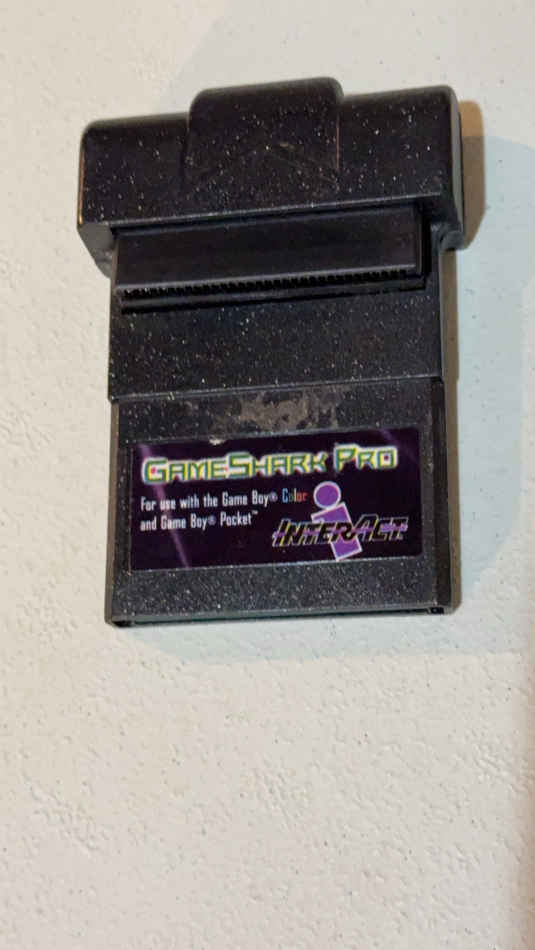 GAMESHARK PRO
For use with the Game Boy® Color
and Game Boy® Pocket™
INTERACT